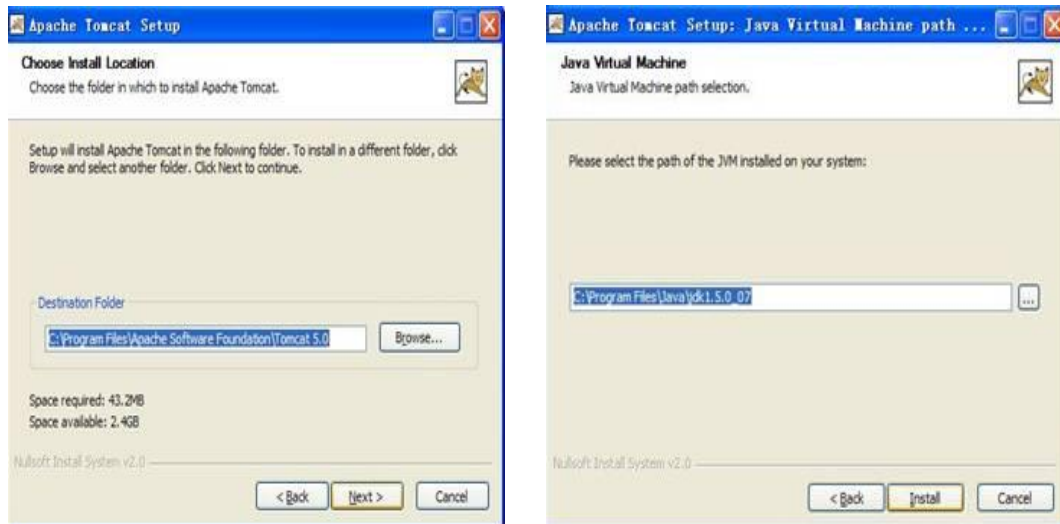 Apache Tomcat Setup
Choose Install Location
Choose the folder in which to install Apache Tomcat.
Setup will install Apache Tomcat in the following folder. To install in a different folder, click
Browse and select another folder. Click Next to continue.
Destination Folder
C:\Program Files\Apache Software Foundation\Tomcat 5.0
Browse...
Space required: 43.2MB
Space available: 2.4GB
Nullsoft Install System v2.0
< Back
Next >
Cancel
Apache Tomcat Setup: Java Virtual Machine path ...
Java Virtual Machine
Java Virtual Machine path selection.
Please select the path of the JVM installed on your system:
C:\Program Files\Java\jdk1.5.0_07
...
Nullsoft Install System v2.0
< Back
Install
Cancel